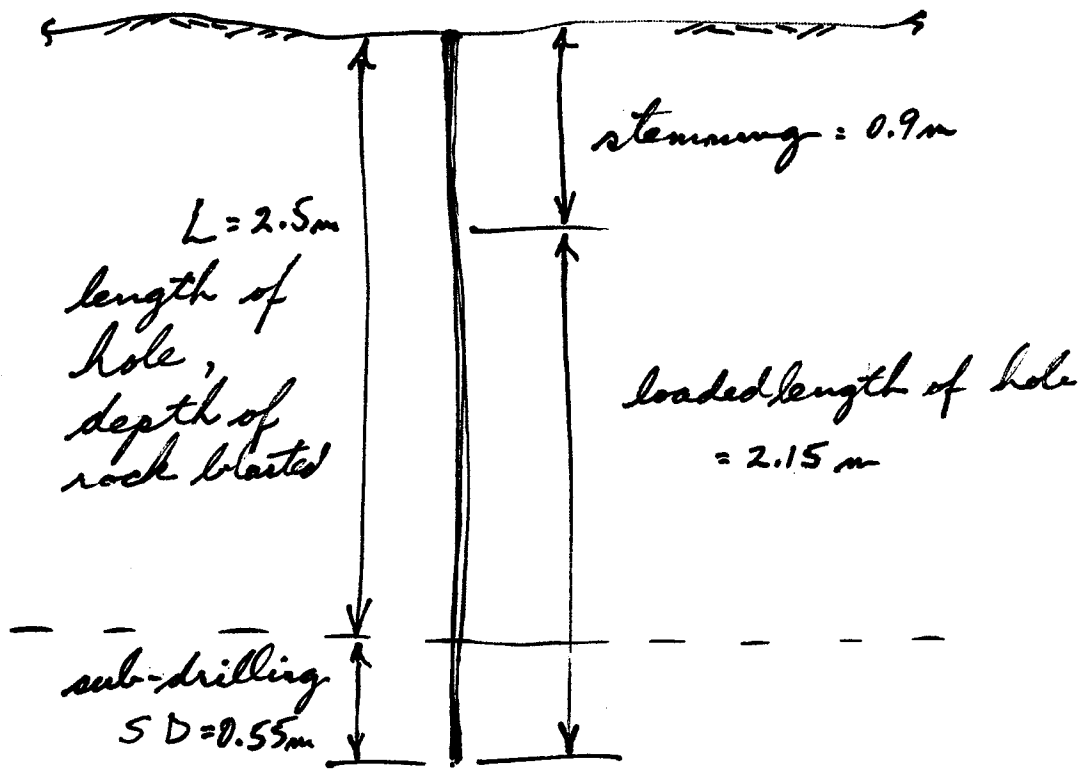 L = 2.5m
length of
hole,
depth of
rock blasted
sub-drilling
SD=0.55m
stemming = 0.9m
loaded length of hole
= 2.15 m